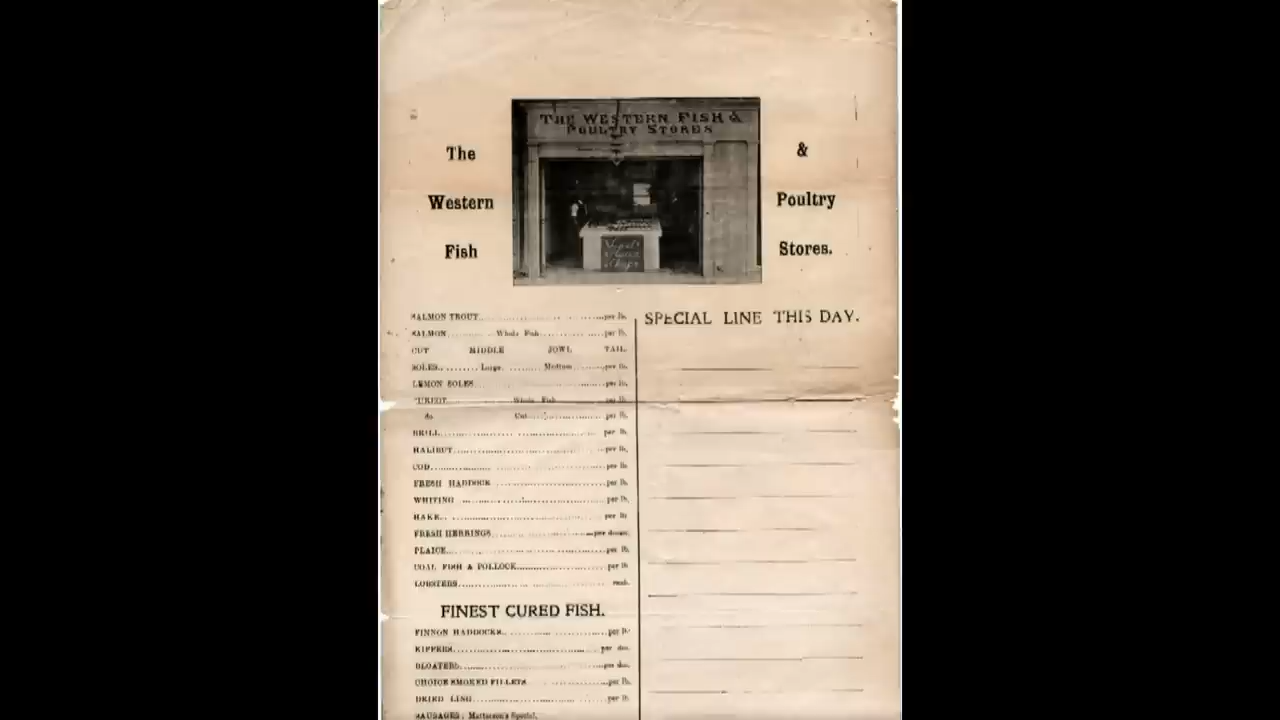 The
Western
Fish
THE WESTERN FISH &
POULTRY STORES
&
Poultry
Stores.
SALMON TROUT per lb.
SALMON Whole Fish per lb.
CUT MIDDLE JOWL TAIL.
SOLES Large Medium per lb.
LEMON SOLES per lb.
TURBOT Whole Fish per lb.
do. Cut per lb.
BRILL per lb.
HALIBUT per lb.
COD per lb
FRESH HADDOCK per lb.
WHITING per lb.
HAKE per lb
FRESH HERRINGS per dozen.
PLAICE per lb.
COAL FISH & POLLOCK per lb
LOBSTERS each.
FINEST CURED FISH.
FINNON HADDOCKS per lb
KIPPERS per doz.
BLOATERS per doz.
CHOICE SMOKED FILLETS per lb.
DRIED LING per lb.
SAUSAGES: Matterson's Special.
SPECIAL LINE THIS DAY.